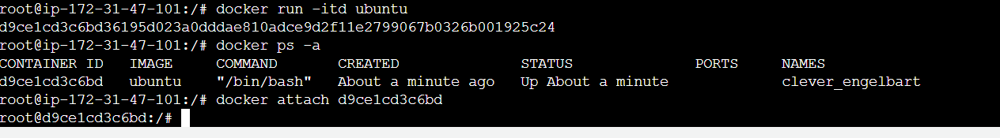 root@ip-172-31-47-101:/# docker run -itd ubuntu
d9ce1cd3c6bd36195d023a0dddae810adce9d2f11e2799067b0326b001925c24
root@ip-172-31-47-101:/# docker ps -a
CONTAINER ID   IMAGE     COMMAND       CREATED              STATUS              PORTS     NAMES
d9ce1cd3c6bd   ubuntu    "/bin/bash"   About a minute ago   Up About a minute             clever_engelbart
root@ip-172-31-47-101:/# docker attach d9ce1cd3c6bd
root@d9ce1cd3c6bd:/#